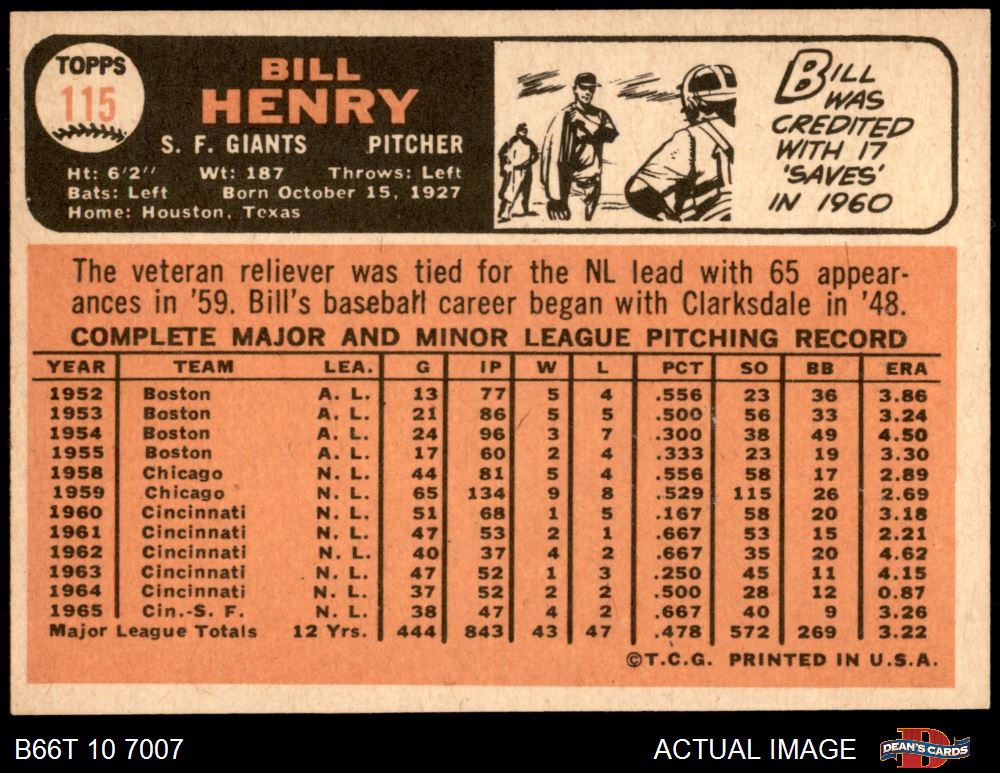 TOPPS
115
BILL
HENRY
S. F. GIANTS PITCHER
Ht: 6'2" Wt: 187 Throws: Left
Bats: Left Born October 15, 1927
Home: Houston, Texas
BILL
WAS
CREDITED
WITH 17
'SAVES'
IN 1960
The veteran reliever was tied for the NL lead with 65 appear-
ances in '59. Bill's baseball career began with Clarksdale in '48.
COMPLETE MAJOR AND MINOR LEAGUE PITCHING RECORD
YEAR TEAM LEA. G IP W L PCT SO BB ERA
1952 Boston A. L. 13 77 5 4 .556 23 36 3.86
1953 Boston A. L. 21 86 5 5 .500 56 33 3.24
1954 Boston A. L. 24 96 3 7 .300 38 49 4.50
1955 Boston A. L. 17 60 2 4 .333 23 19 3.30
1958 Chicago N. L. 44 81 5 4 .556 58 17 2.89
1959 Chicago N. L. 65 134 9 8 .529 115 26 2.69
1960 Cincinnati N. L. 51 68 1 5 .167 58 20 3.18
1961 Cincinnati N. L. 47 53 2 1 .667 53 15 2.21
1962 Cincinnati N. L. 40 37 4 2 .667 35 20 4.62
1963 Cincinnati N. L. 47 52 1 3 .250 45 11 4.15
1964 Cincinnati N. L. 37 52 2 2 .500 28 12 0.87
1965 Cin.-S. F. N. L. 38 47 4 2 .667 40 9 3.26
Major League Totals 12 Yrs. 444 843 43 47 .478 572 269 3.22
©T.C.G. PRINTED IN U.S.A.
B66T 10 7007 ACTUAL IMAGE DEAN'S CARDS